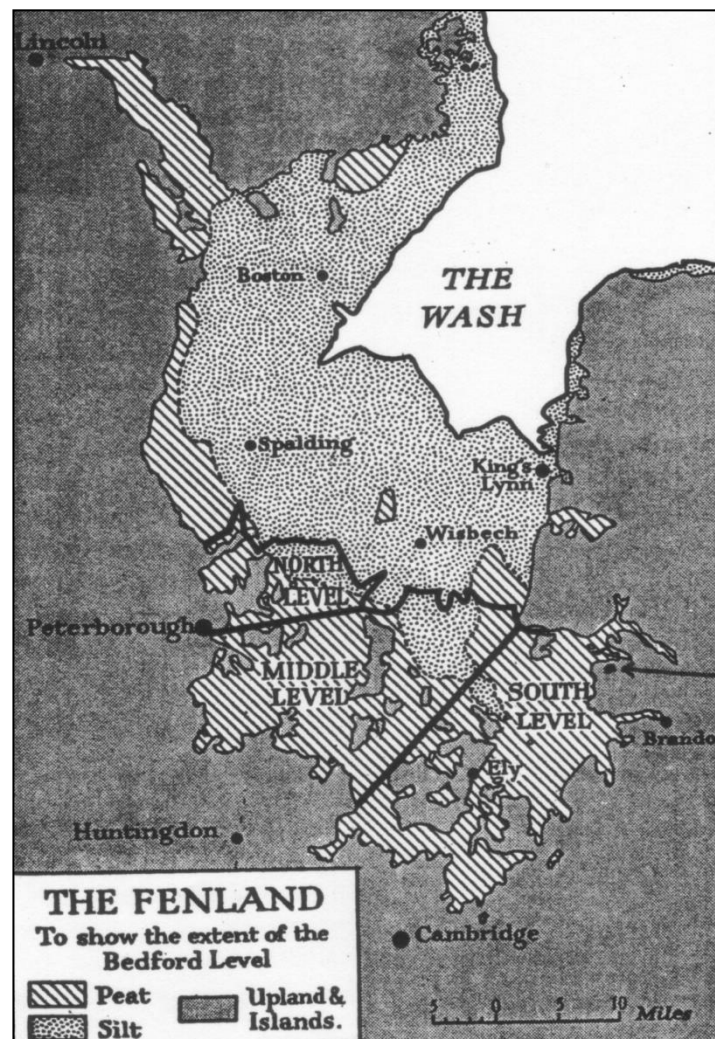 Lincoln
Boston
THE
WASH
Spalding
King's
Lynn
Wisbech
NORTH
LEVEL
Peterborough
MIDDLE
LEVEL
SOUTH
LEVEL
Brando
Ely
Huntingdon
THE FENLAND
To show the extent of the
Bedford Level
Peat
Upland &
Islands.
Silt
Cambridge
5 0 5 10 Miles